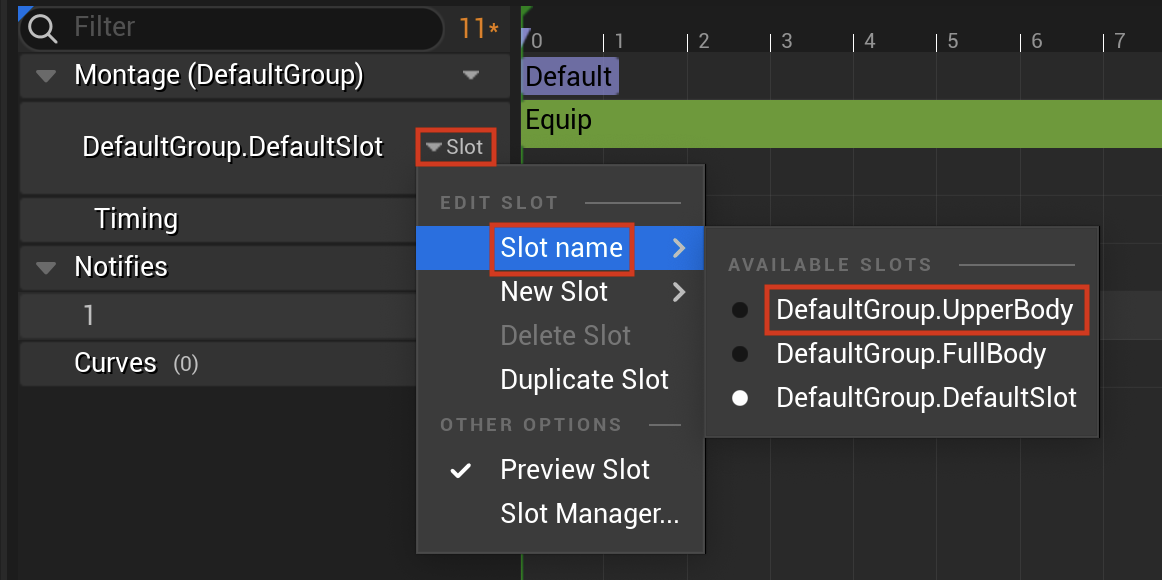 Filter 11*
0 1 2 3 4 5 6 7
Montage (DefaultGroup)
Default
DefaultGroup.DefaultSlot
Slot
Equip
Timing
Notifies
1
Curves (0)
EDIT SLOT
Slot name
New Slot
Delete Slot
Duplicate Slot
OTHER OPTIONS
Preview Slot
Slot Manager...
AVAILABLE SLOTS
DefaultGroup.UpperBody
DefaultGroup.FullBody
DefaultGroup.DefaultSlot